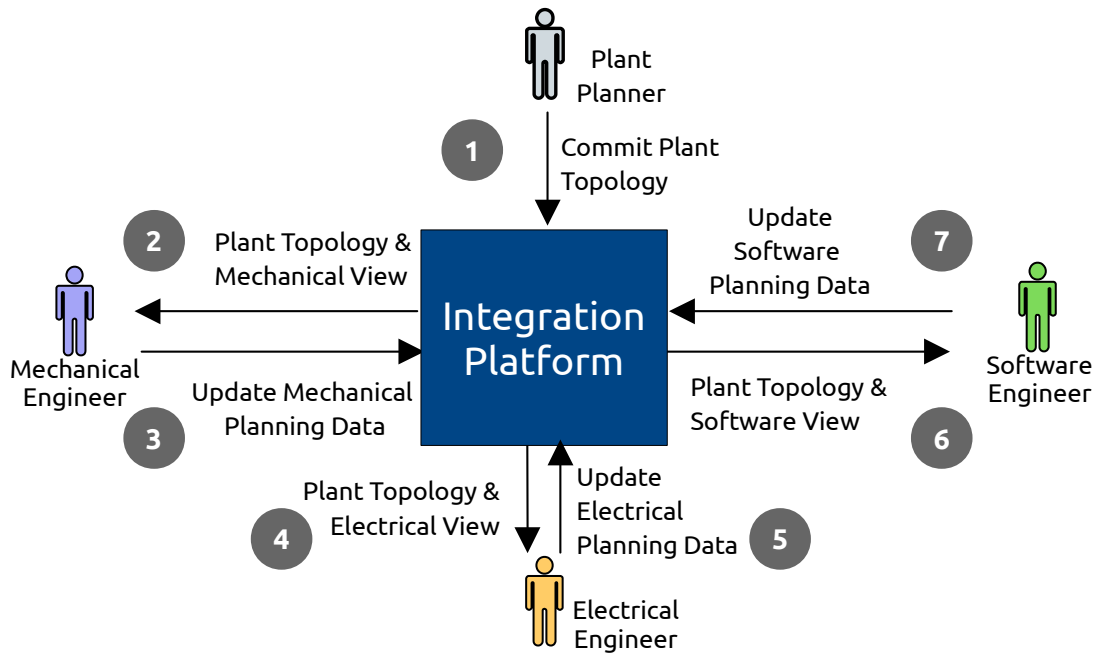 Plant
Planner
1
Commit Plant
Topology
2
Plant Topology &
Mechanical View
Update
Software
Planning Data
7
Integration
Platform
Mechanical
Engineer
Update Mechanical
Planning Data
3
Software
Engineer
Plant Topology &
Software View
6
Plant Topology &
Electrical View
4
Update
Electrical
Planning Data
5
Electrical
Engineer